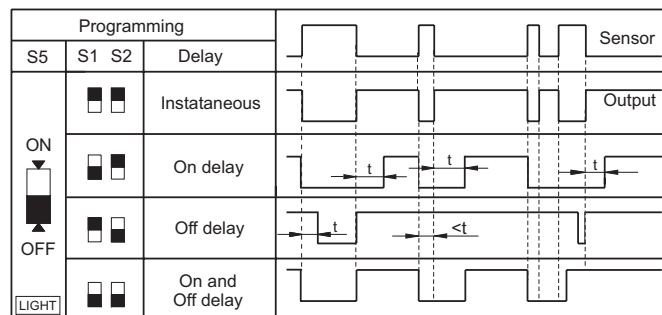 Programming
S5 S1 S2 Delay
Sensor
Instataneous
Output
ON
OFF
LIGHT
On delay
t t t
Off delay
t <t
On and
Off delay